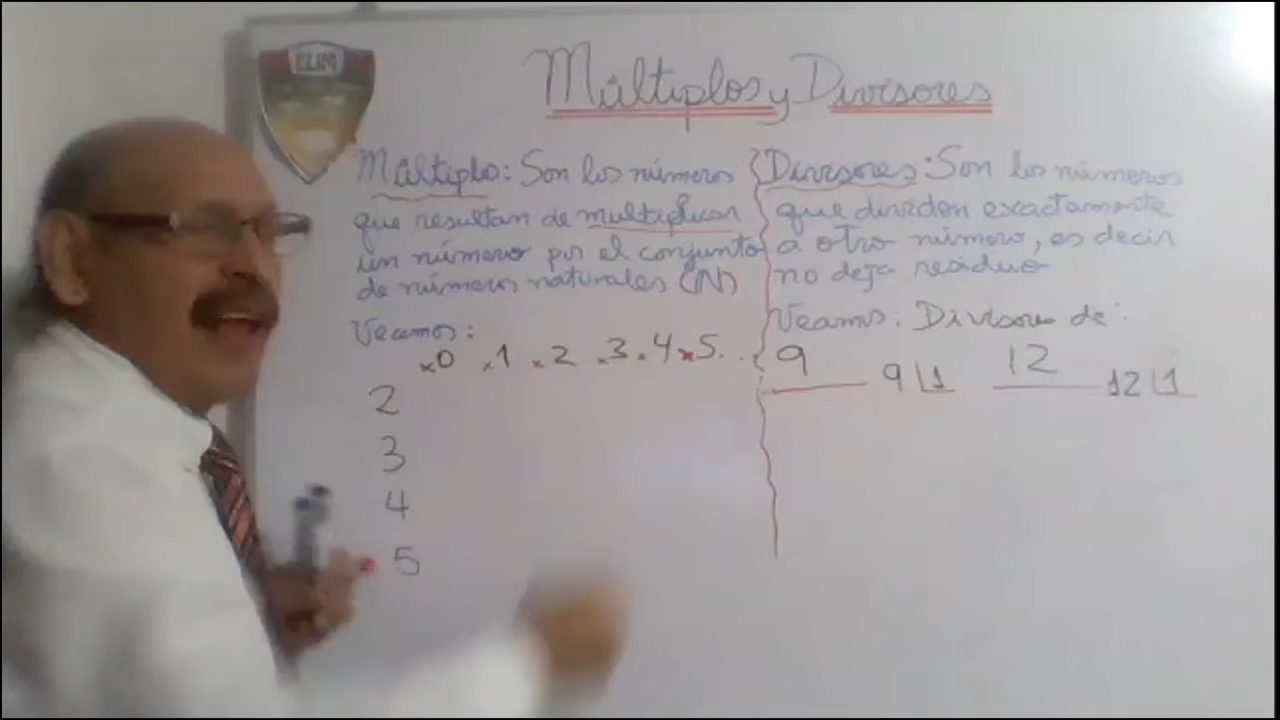 ELIM
Múltiplos y Divisores
Múltiplo: Son los números
que resultan de multiplicar
un número por el conjunto
de números naturales (N)
Veamos:
x0 x1 x2 x3 x4 x5...
2
3
4
5
Divisores: Son los números
que dividen exactamente
a otro número, es decir
no deja residuo
Veamos. Divisores de:
9 9 1 12 12 1